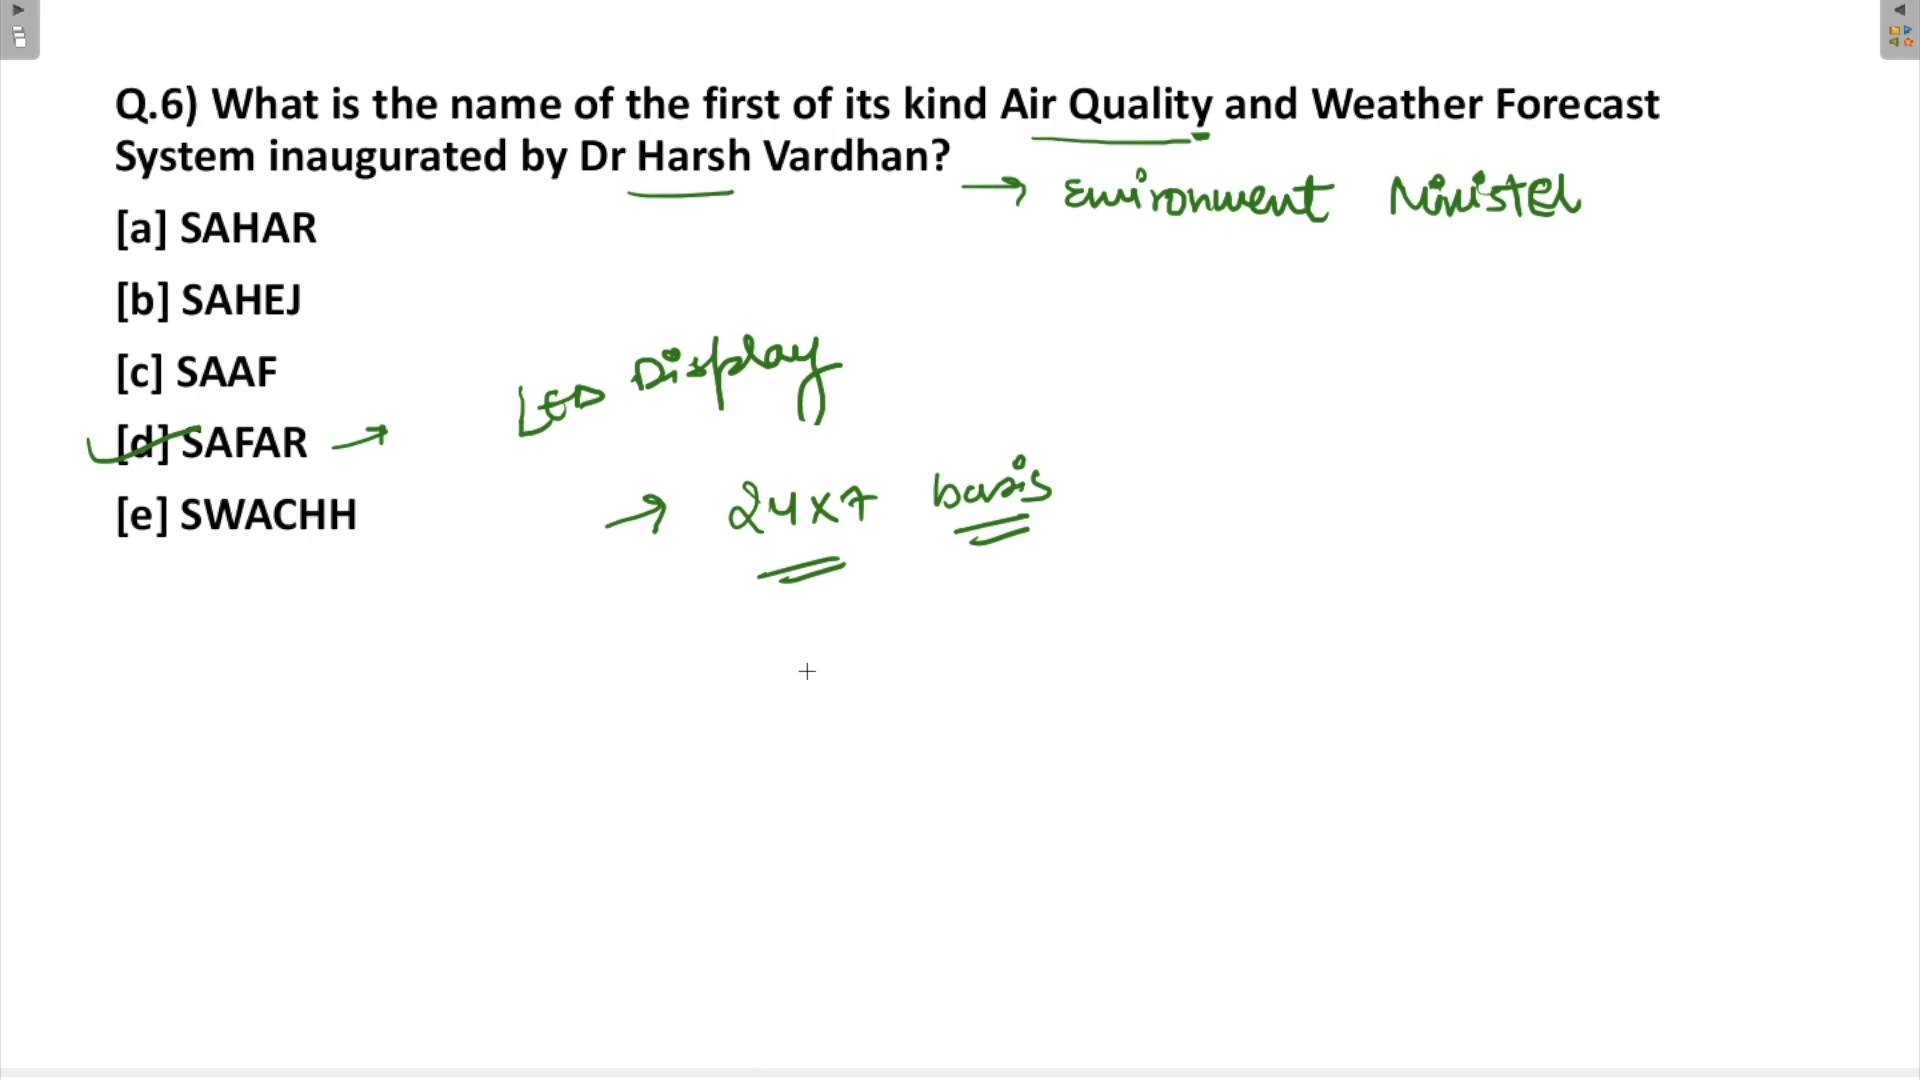 Q.6) What is the name of the first of its kind Air Quality and Weather Forecast
System inaugurated by Dr Harsh Vardhan?
→ Environment Minister
[a] SAHAR
[b] SAHEJ
[c] SAAF
LED Display
[d] SAFAR →
[e] SWACHH
→ 24x7 basis